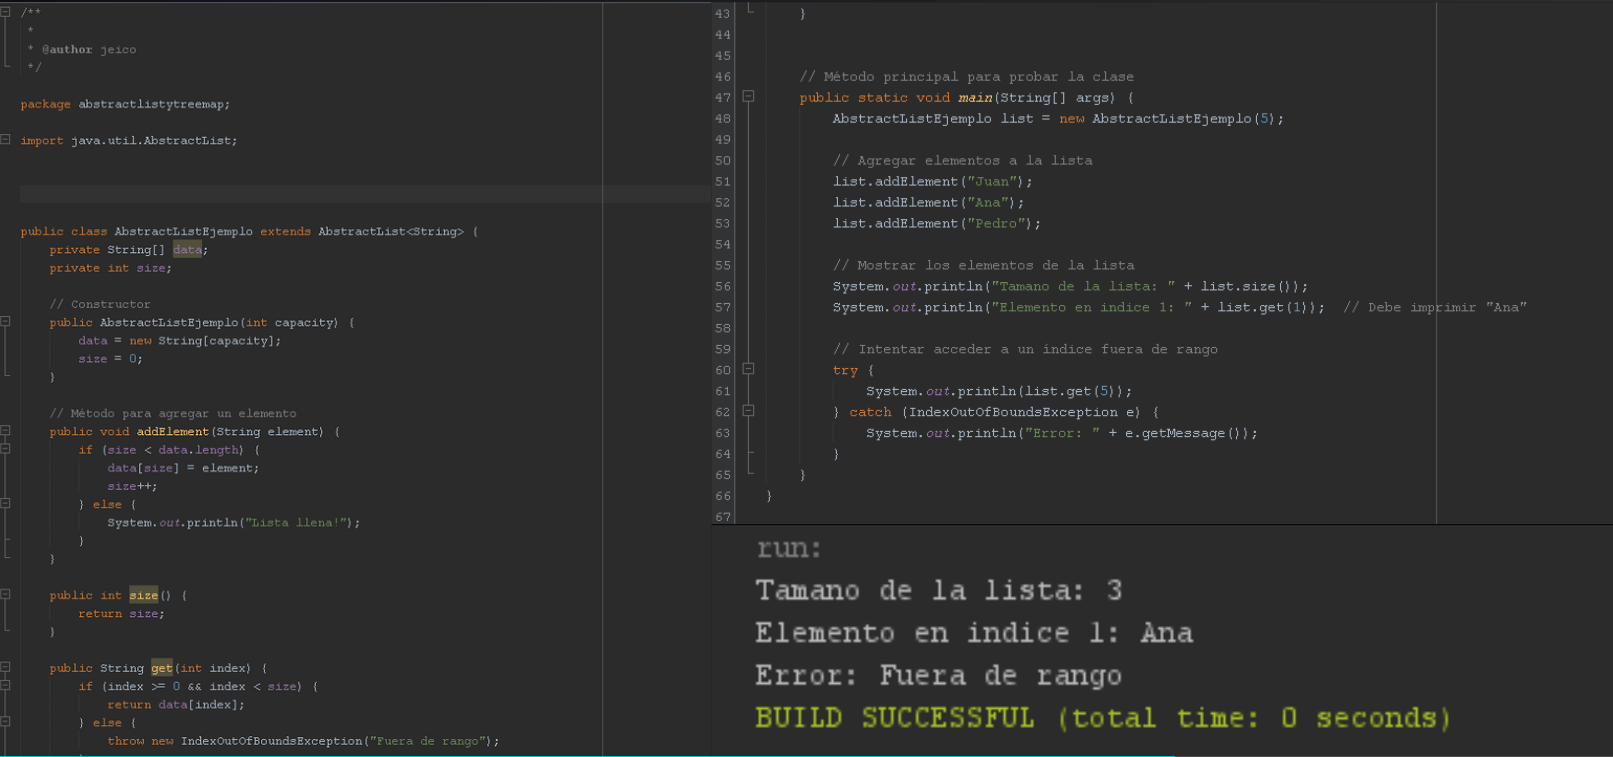 /**
 *
 * @author jeico
 */
package abstractlistytreemap;
import java.util.AbstractList;
public class AbstractListEjemplo extends AbstractList<String> {
    private String[] data;
    private int size;
    // Constructor
    public AbstractListEjemplo(int capacity) {
        data = new String[capacity];
        size = 0;
    }
    // Método para agregar un elemento
    public void addElement(String element) {
        if (size < data.length) {
            data[size] = element;
            size++;
        } else {
            System.out.println("Lista llena!");
        }
    }
    public int size() {
        return size;
    }
    public String get(int index) {
        if (index >= 0 && index < size) {
            return data[index];
        } else {
            throw new IndexOutOfBoundsException("Fuera de rango");
43     }
44
45
46     // Método principal para probar la clase
47     public static void main(String[] args) {
48         AbstractListEjemplo list = new AbstractListEjemplo(5);
49
50         // Agregar elementos a la lista
51         list.addElement("Juan");
52         list.addElement("Ana");
53         list.addElement("Pedro");
54
55         // Mostrar los elementos de la lista
56         System.out.println("Tamano de la lista: " + list.size());
57         System.out.println("Elemento en indice 1: " + list.get(1));  // Debe imprimir "Ana"
58
59         // Intentar acceder a un índice fuera de rango
60         try {
61             System.out.println(list.get(5));
62         } catch (IndexOutOfBoundsException e) {
63             System.out.println("Error: " + e.getMessage());
64         }
65     }
66 }
67
run:
Tamano de la lista: 3
Elemento en indice 1: Ana
Error: Fuera de rango
BUILD SUCCESSFUL (total time: 0 seconds)